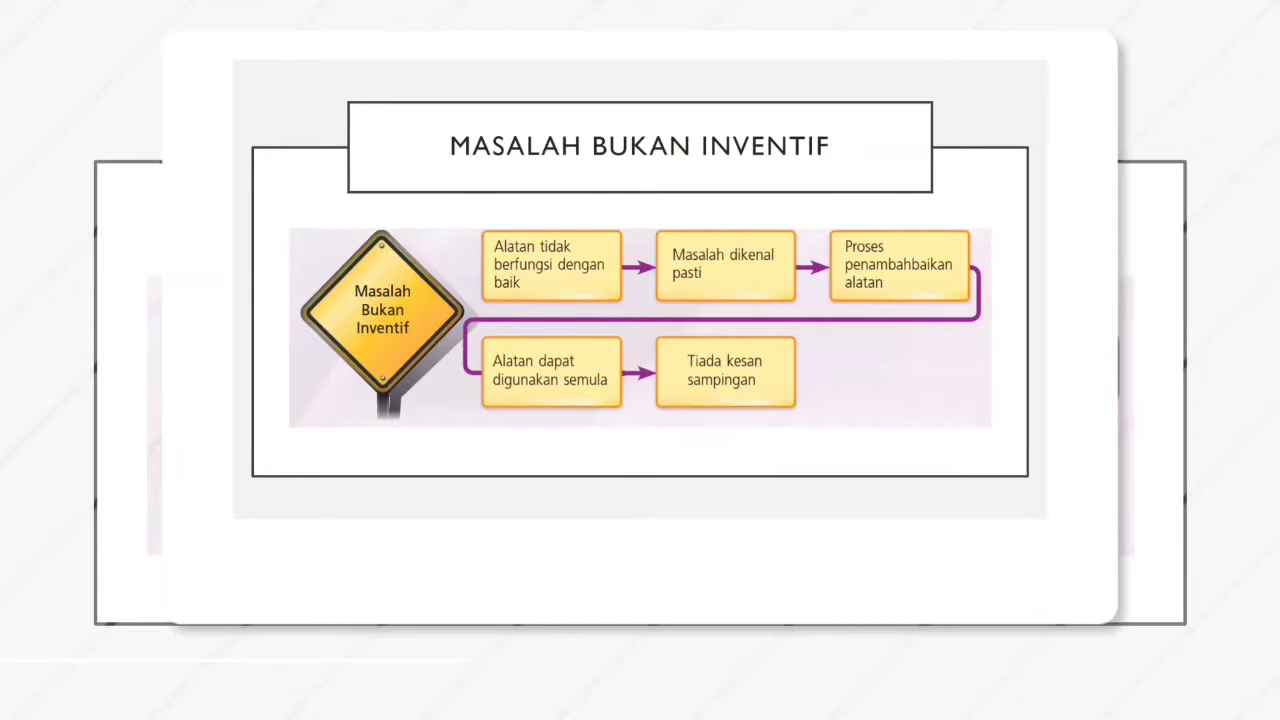 MASALAH BUKAN INVENTIF
Masalah
Bukan
Inventif
Alatan tidak
berfungsi dengan
baik
Masalah dikenal
pasti
Proses
penambahbaikan
alatan
Alatan dapat
digunakan semula
Tiada kesan
sampingan